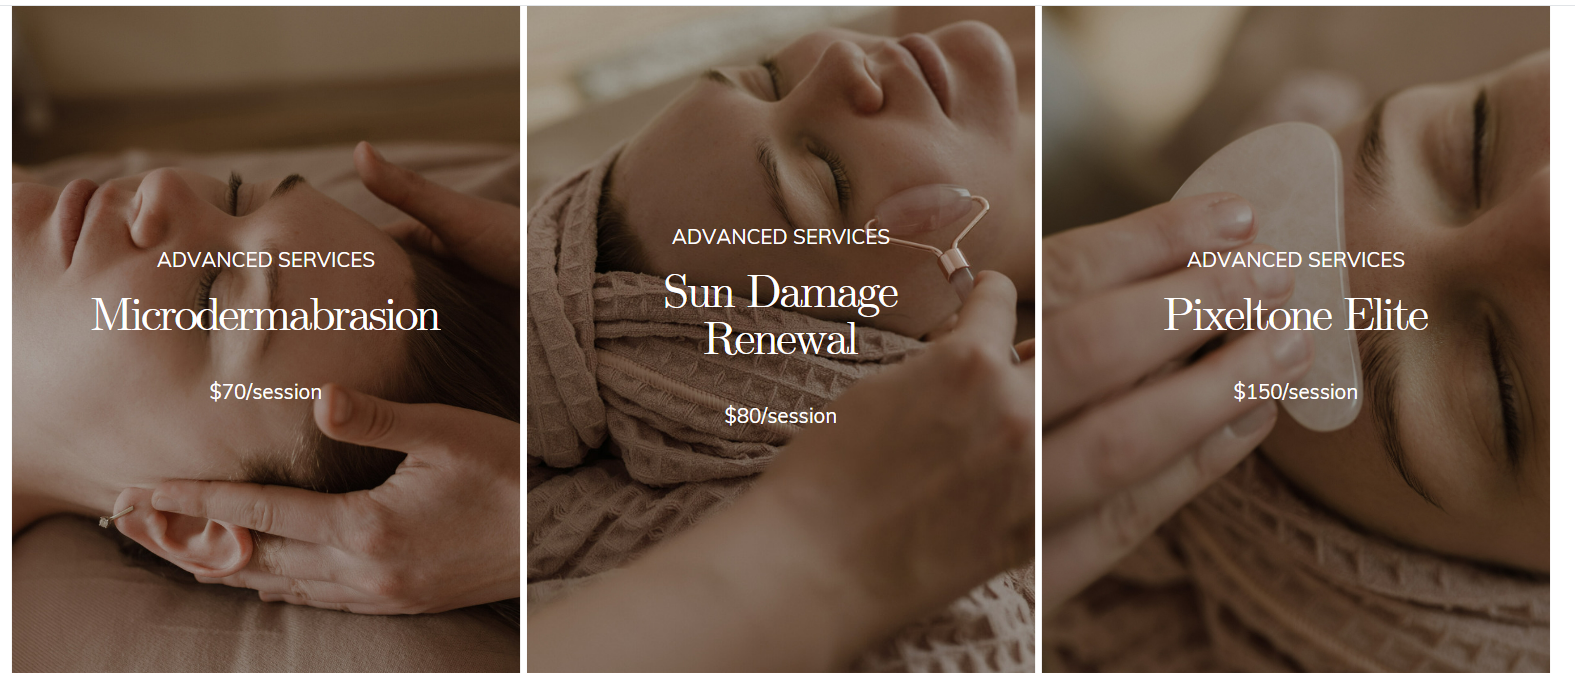 ADVANCED SERVICES
Microdermabrasion
$70/session
ADVANCED SERVICES
Sun Damage
Renewal
$80/session
ADVANCED SERVICES
Pixeltone Elite
$150/session